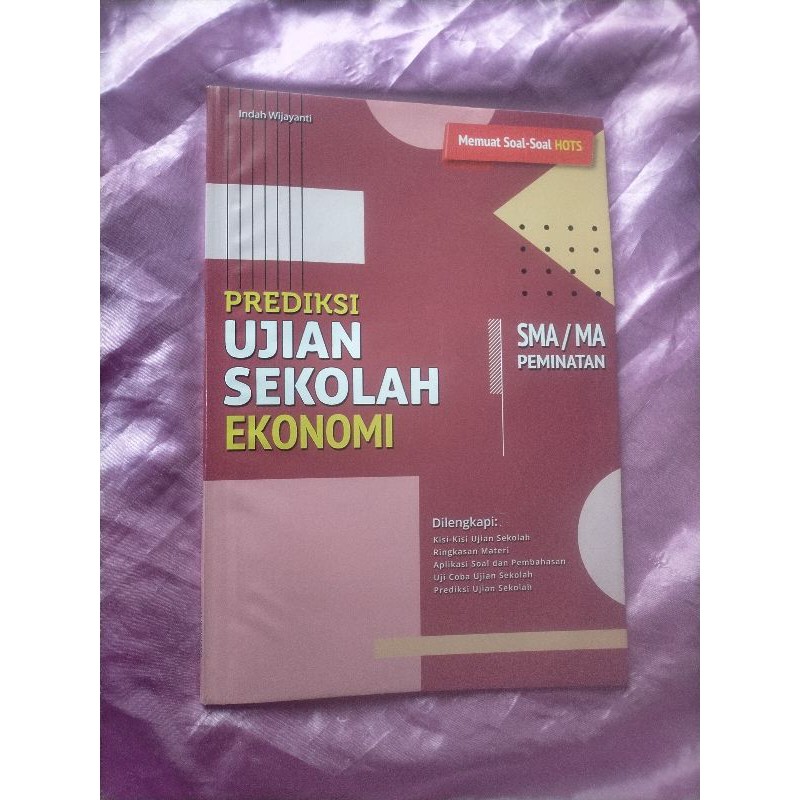 Indah Wijayanti
Memuat Soal-Soal HOTS
PREDIKSI
UJIAN
SEKOLAH
EKONOMI
SMA / MA
PEMINATAN
Dilengkapi:
Kisi-Kisi Ujian Sekolah
Ringkasan Materi
Aplikasi Soal dan Pembahasan
Uji Coba Ujian Sekolah
Prediksi Ujian Sekolah